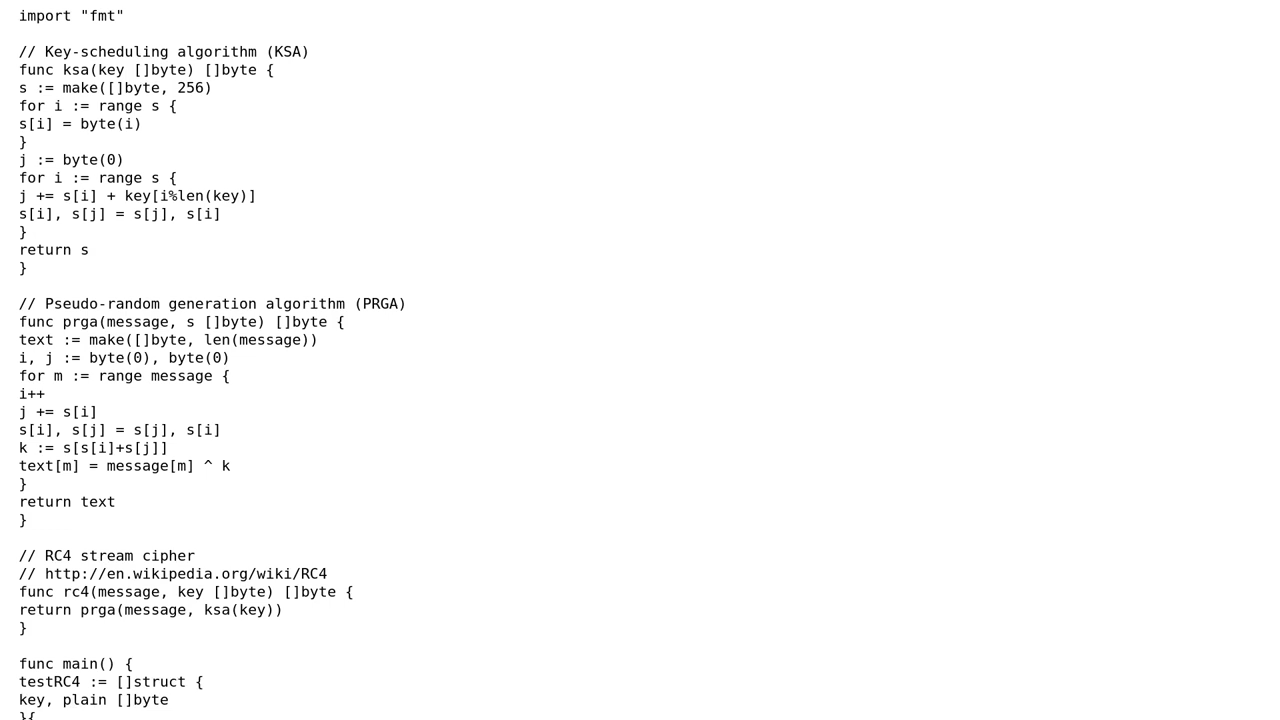 import "fmt"

// Key-scheduling algorithm (KSA)
func ksa(key []byte) []byte {
s := make([]byte, 256)
for i := range s {
s[i] = byte(i)
}
j := byte(0)
for i := range s {
j += s[i] + key[i%len(key)]
s[i], s[j] = s[j], s[i]
}
return s
}

// Pseudo-random generation algorithm (PRGA)
func prga(message, s []byte) []byte {
text := make([]byte, len(message))
i, j := byte(0), byte(0)
for m := range message {
i++
j += s[i]
s[i], s[j] = s[j], s[i]
k := s[s[i]+s[j]]
text[m] = message[m] ^ k
}
return text
}

// RC4 stream cipher
// http://en.wikipedia.org/wiki/RC4
func rc4(message, key []byte) []byte {
return prga(message, ksa(key))
}

func main() {
testRC4 := []struct {
key, plain []byte
}{